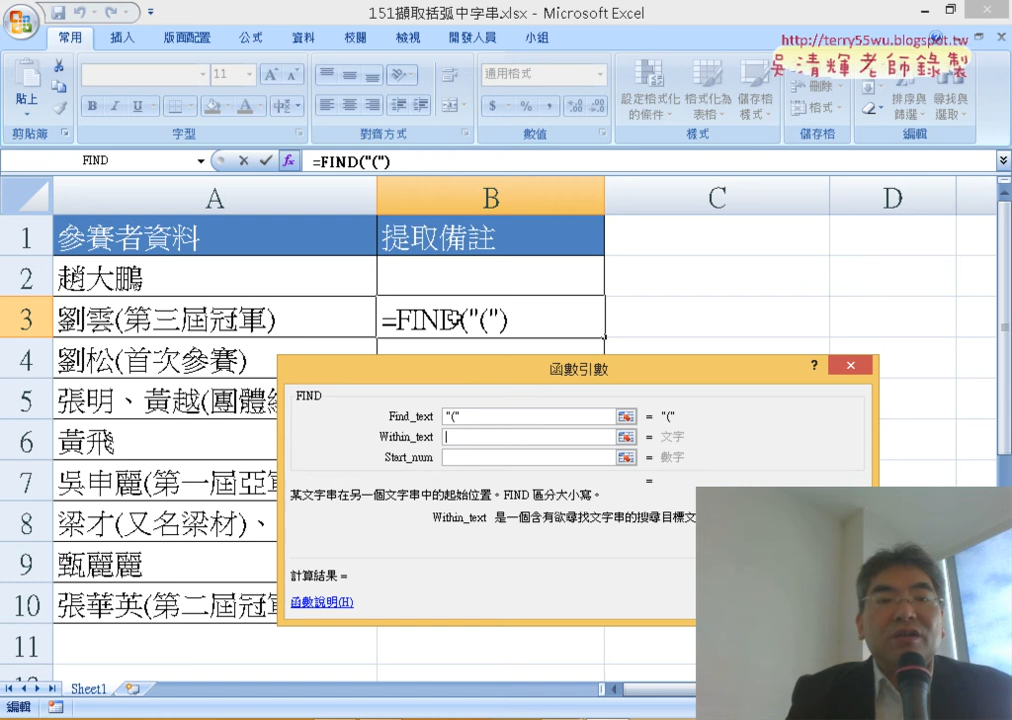 151擷取括弧中字串.xlsx - Microsoft Excel
常用 插入 版面配置 公式 資料 校閱 檢視 開發人員 小組
http://terry55wu.blogspot.tw
吳清輝老師錄製
11 A A 通用格式
貼上 B I U A 中 $ % , 設定格式化的條件 格式化為表格 儲存格樣式 刪除 格式 排序與篩選 尋找與選取
剪貼簿 字型 對齊方式 數值 樣式 儲存格 編輯
FIND fx =FIND("(")
A B C D
1 參賽者資料 提取備註
2 趙大鵬
3 劉雲(第三屆冠軍) =FIND("(")
4 劉松(首次參賽)
5 張明、黃越(團體
6 黃飛
7 吳申麗(第一屆亞
8 梁才(又名梁材)、
9 甄麗麗
10 張華英(第二屆冠
11
函數引數 ?
FIND
Find_text "(" = "("
Within_text = 文字
Start_num = 數字
=
某文字串在另一個文字串中的起始位置。FIND 區分大小寫。
Within_text 是一個含有欲尋找文字串的搜尋目標文
計算結果 =
函數說明(H)
Sheet1
編輯